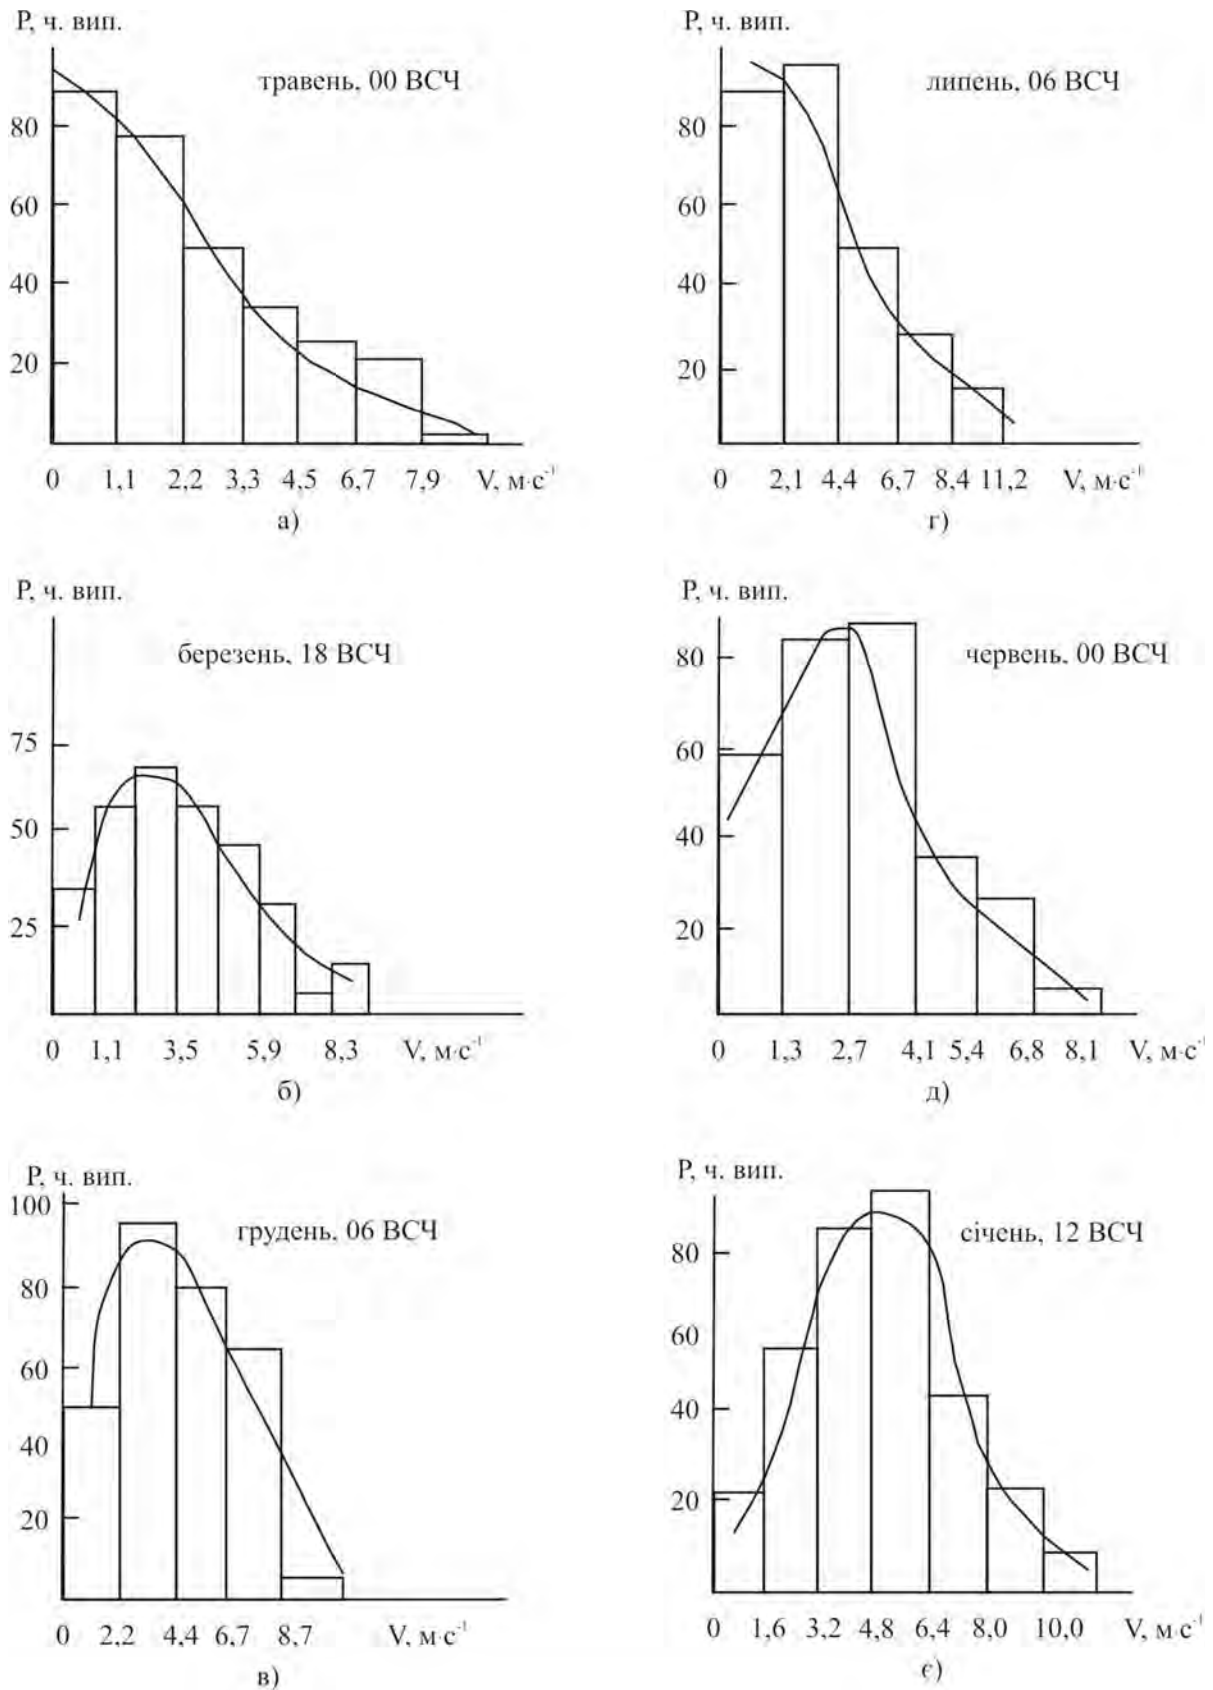 P, ч. вип.
травень, 00 ВСЧ
80
60
40
20
0 1,1 2,2 3,3 4,5 6,7 7,9 V, м·с⁻¹
а)
P, ч. вип.
липень, 06 ВСЧ
80
60
40
20
0 2,1 4,4 6,7 8,4 11,2 V, м·с⁻¹
г)
P, ч. вип.
березень, 18 ВСЧ
75
50
25
0 1,1 3,5 5,9 8,3 V, м·с⁻¹
б)
P, ч. вип.
червень, 00 ВСЧ
80
60
40
20
0 1,3 2,7 4,1 5,4 6,8 8,1 V, м·с⁻¹
д)
P, ч. вип.
100
грудень, 06 ВСЧ
80
60
40
20
0 2,2 4,4 6,7 8,7 V, м·с⁻¹
в)
P, ч. вип.
січень, 12 ВСЧ
80
60
40
20
0 1,6 3,2 4,8 6,4 8,0 10,0 V, м·с⁻¹
є)